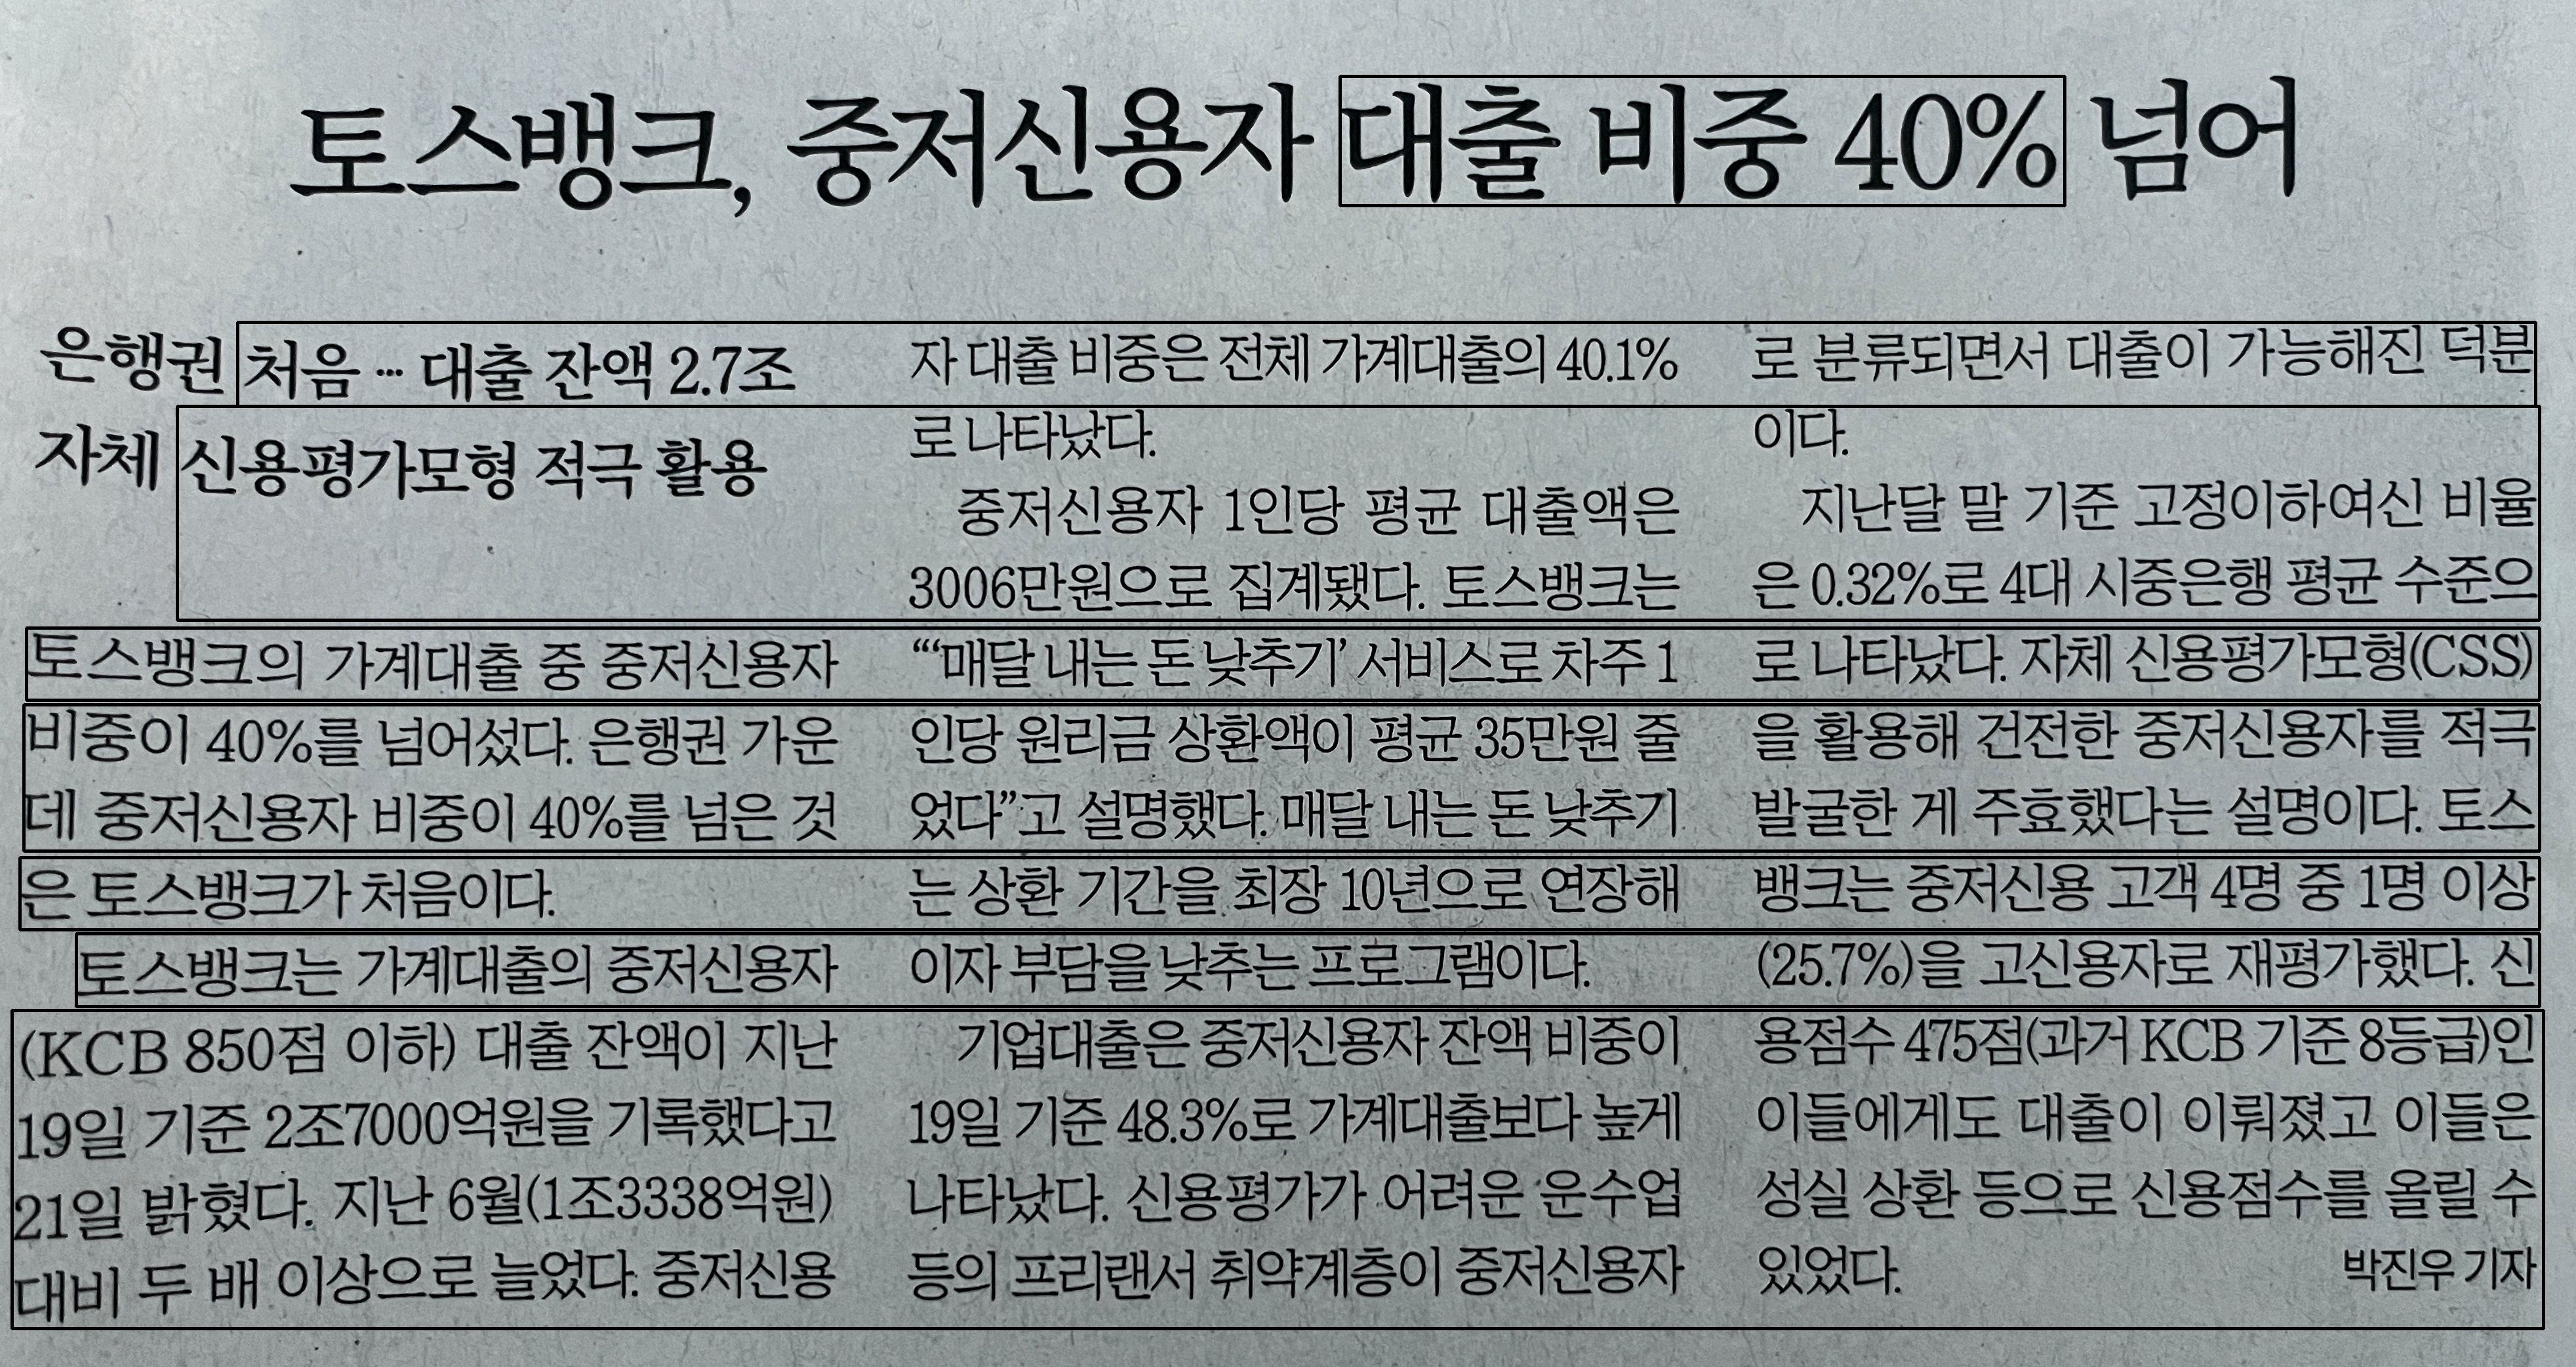 토스뱅크, 중저신용자 대출 비중 40% 넘어
은행권 처음 … 대출 잔액 2.7조
자체 신용평가모형 적극 활용
토스뱅크의 가계대출 중 중저신용자
비중이 40%를 넘어섰다. 은행권 가운
데 중저신용자 비중이 40%를 넘은 것
은 토스뱅크가 처음이다.
토스뱅크는 가계대출의 중저신용자
(KCB 850점 이하) 대출 잔액이 지난
19일 기준 2조7000억원을 기록했다고
21일 밝혔다. 지난 6월(1조3338억원)
대비 두 배 이상으로 늘었다. 중저신용
자 대출 비중은 전체 가계대출의 40.1%
로 나타났다.
중저신용자 1인당 평균 대출액은
3006만원으로 집계됐다. 토스뱅크는
“‘매달 내는 돈 낮추기’ 서비스로 차주 1
인당 원리금 상환액이 평균 35만원 줄
었다”고 설명했다. 매달 내는 돈 낮추기
는 상환 기간을 최장 10년으로 연장해
이자 부담을 낮추는 프로그램이다.
기업대출은 중저신용자 잔액 비중이
19일 기준 48.3%로 가계대출보다 높게
나타났다. 신용평가가 어려운 운수업
등의 프리랜서 취약계층이 중저신용자
로 분류되면서 대출이 가능해진 덕분
이다.
지난달 말 기준 고정이하여신 비율
은 0.32%로 4대 시중은행 평균 수준으
로 나타났다. 자체 신용평가모형(CSS)
을 활용해 건전한 중저신용자를 적극
발굴한 게 주효했다는 설명이다. 토스
뱅크는 중저신용 고객 4명 중 1명 이상
(25.7%)을 고신용자로 재평가했다. 신
용점수 475점(과거 KCB 기준 8등급)인
이들에게도 대출이 이뤄졌고 이들은
성실 상환 등으로 신용점수를 올릴 수
있었다. 박진우 기자